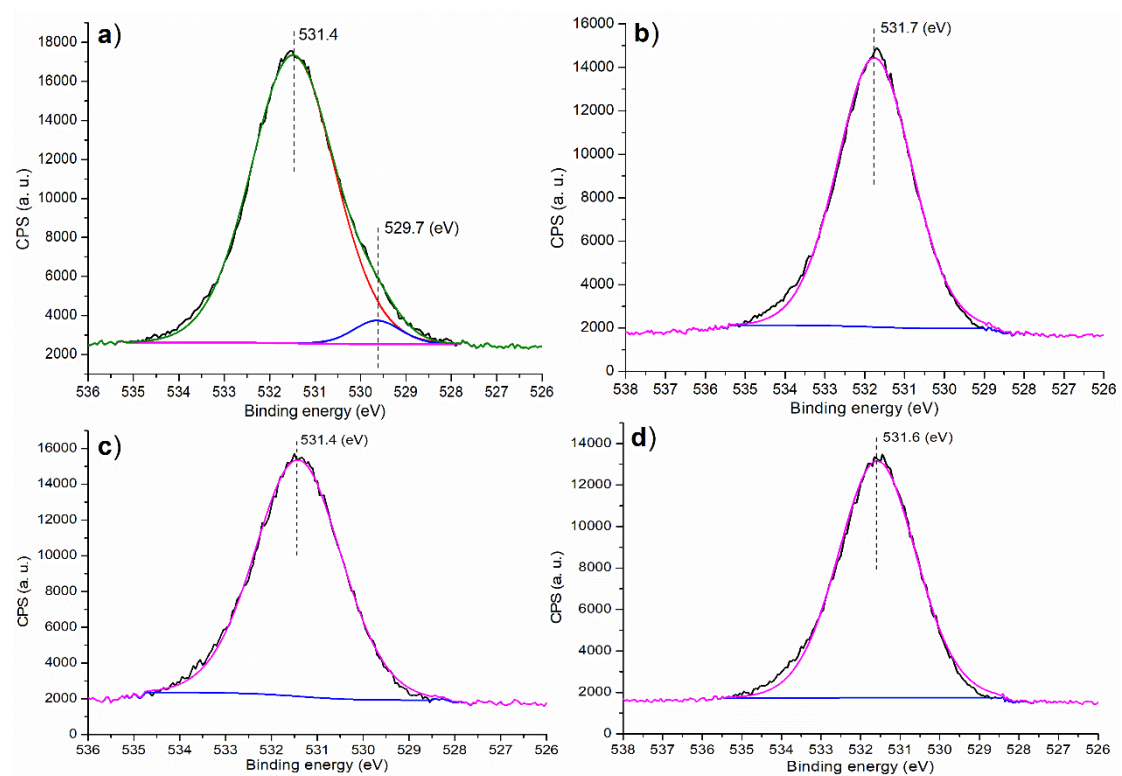 a)
531.4
529.7 (eV)
18000
16000
14000
12000
10000
8000
6000
4000
2000
CPS (a. u.)
536 535 534 533 532 531 530 529 528 527 526
Binding energy (eV)
b)
531.7 (eV)
16000
14000
12000
10000
8000
6000
4000
2000
0
CPS (a. u.)
538 537 536 535 534 533 532 531 530 529 528 527 526
Binding energy (eV)
c)
531.4 (eV)
16000
14000
12000
10000
8000
6000
4000
2000
0
CPS (a. u.)
536 535 534 533 532 531 530 529 528 527 526
Binding energy (eV)
d)
531.6 (eV)
14000
12000
10000
8000
6000
4000
2000
0
CPS (a. u.)
538 537 536 535 534 533 532 531 530 529 528 527 526
Binding energy (eV)